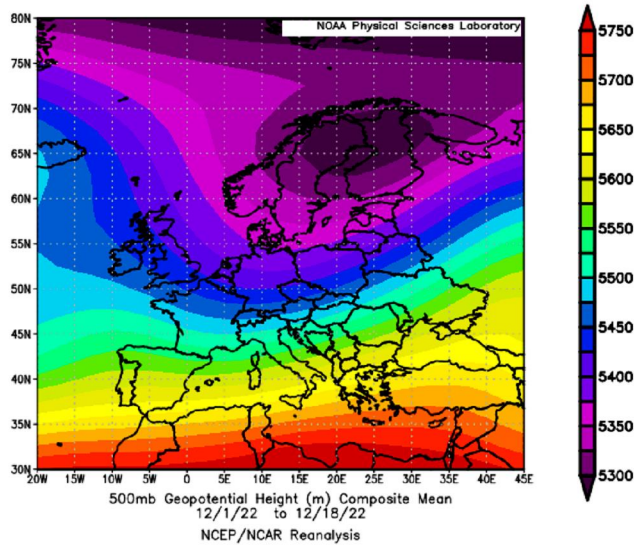 NOAA Physical Sciences Laboratory
80N
75N
70N
65N
60N
55N
50N
45N
40N
35N
30N
20W 15W 10W 5W 0 5E 10E 15E 20E 25E 30E 35E 40E 45E
5750
5700
5650
5600
5550
5500
5450
5400
5350
5300
500mb Geopotential Height (m) Composite Mean
12/1/22 to 12/18/22
NCEP/NCAR Reanalysis